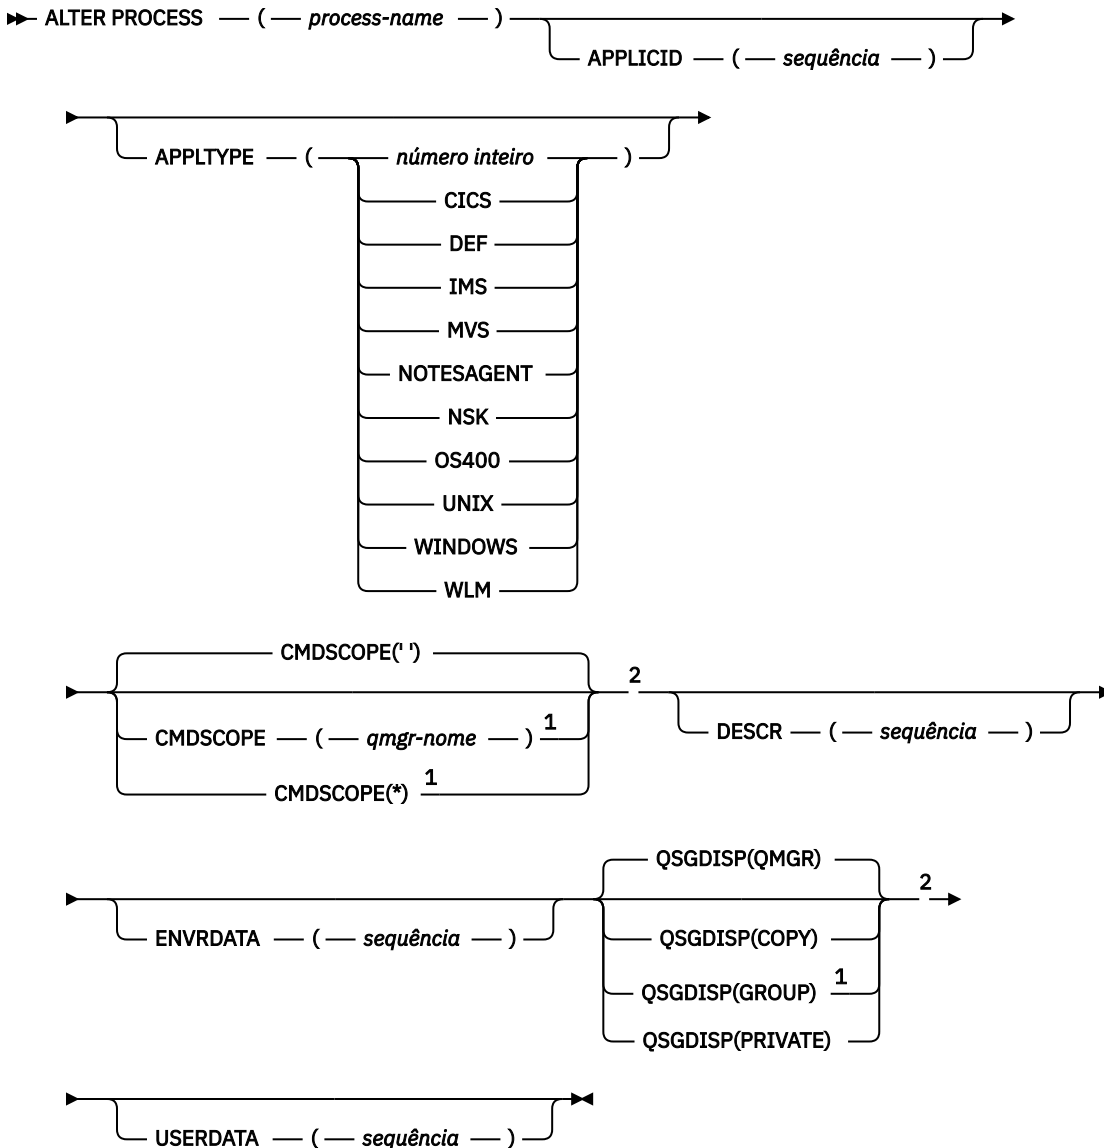 ALTER PROCESS ( process-name )
APPLICID ( sequência )
APPLTYPE ( número inteiro )
CICS
DEF
IMS
MVS
NOTESAGENT
NSK
OS400
UNIX
WINDOWS
WLM
CMDSCOPE(' ')
2
CMDSCOPE ( qmgr-nome ) 1
DESCR ( sequência )
CMDSCOPE(*) 1
QSGDISP(QMGR)
2
ENVRDATA ( sequência )
QSGDISP(COPY)
QSGDISP(GROUP) 1
QSGDISP(PRIVATE)
USERDATA ( sequência )